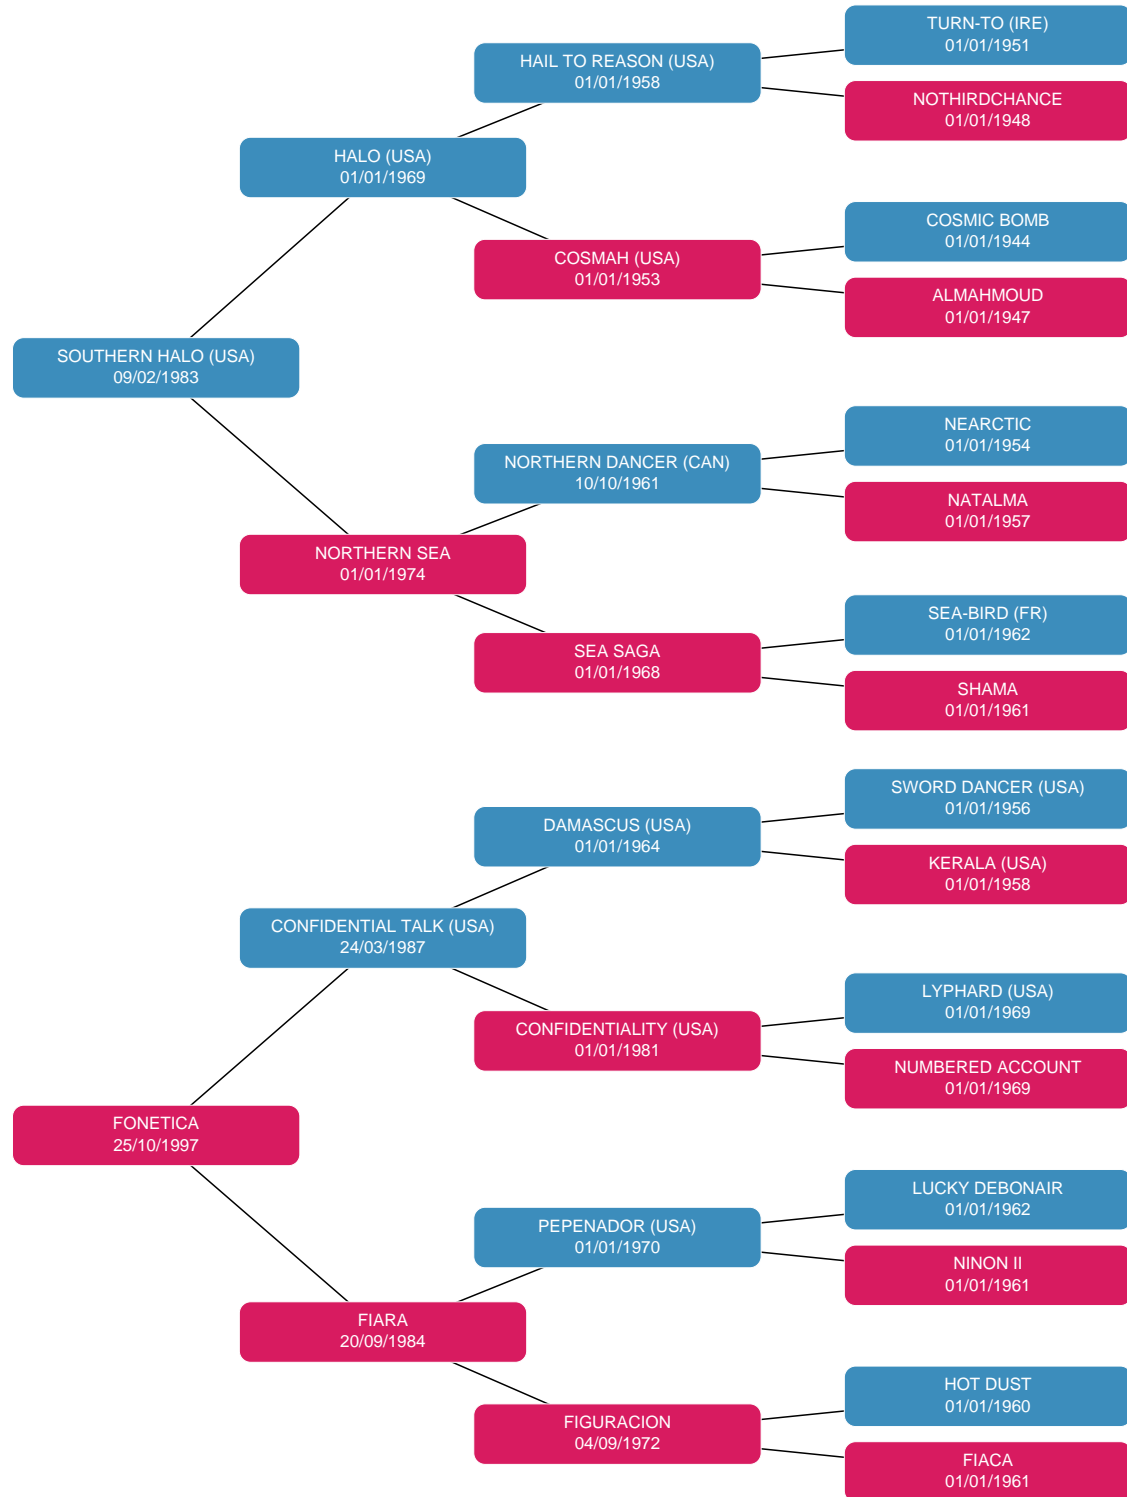 TURN-TO (IRE)
01/01/1951
HAIL TO REASON (USA)
01/01/1958
NOTHIRDCHANCE
01/01/1948
HALO (USA)
01/01/1969
COSMIC BOMB
01/01/1944
COSMAH (USA)
01/01/1953
ALMAHMOUD
01/01/1947
SOUTHERN HALO (USA)
09/02/1983
NEARCTIC
01/01/1954
NORTHERN DANCER (CAN)
10/10/1961
NATALMA
01/01/1957
NORTHERN SEA
01/01/1974
SEA-BIRD (FR)
01/01/1962
SEA SAGA
01/01/1968
SHAMA
01/01/1961
SWORD DANCER (USA)
01/01/1956
DAMASCUS (USA)
01/01/1964
KERALA (USA)
01/01/1958
CONFIDENTIAL TALK (USA)
24/03/1987
LYPHARD (USA)
01/01/1969
CONFIDENTIALITY (USA)
01/01/1981
NUMBERED ACCOUNT
01/01/1969
FONETICA
25/10/1997
LUCKY DEBONAIR
01/01/1962
PEPENADOR (USA)
01/01/1970
NINON II
01/01/1961
FIARA
20/09/1984
HOT DUST
01/01/1960
FIGURACION
04/09/1972
FIACA
01/01/1961